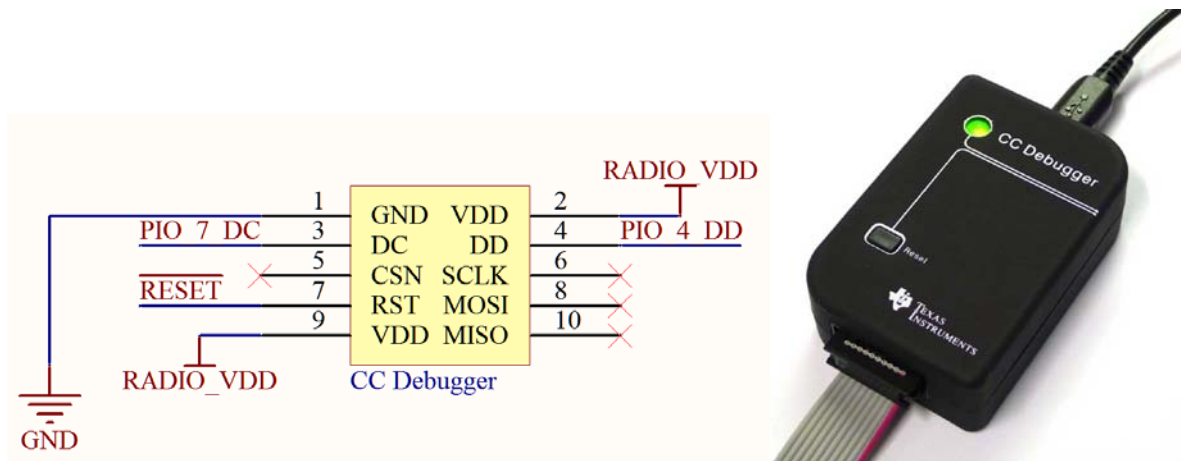 RADIO_VDD
1 GND VDD 2
PIO_7_DC 3 DC DD 4 PIO_4_DD
5 CSN SCLK 6
RESET 7 RST MOSI 8
9 VDD MISO 10
RADIO_VDD
CC Debugger
GND
CC Debugger
Reset
TEXAS
INSTRUMENTS